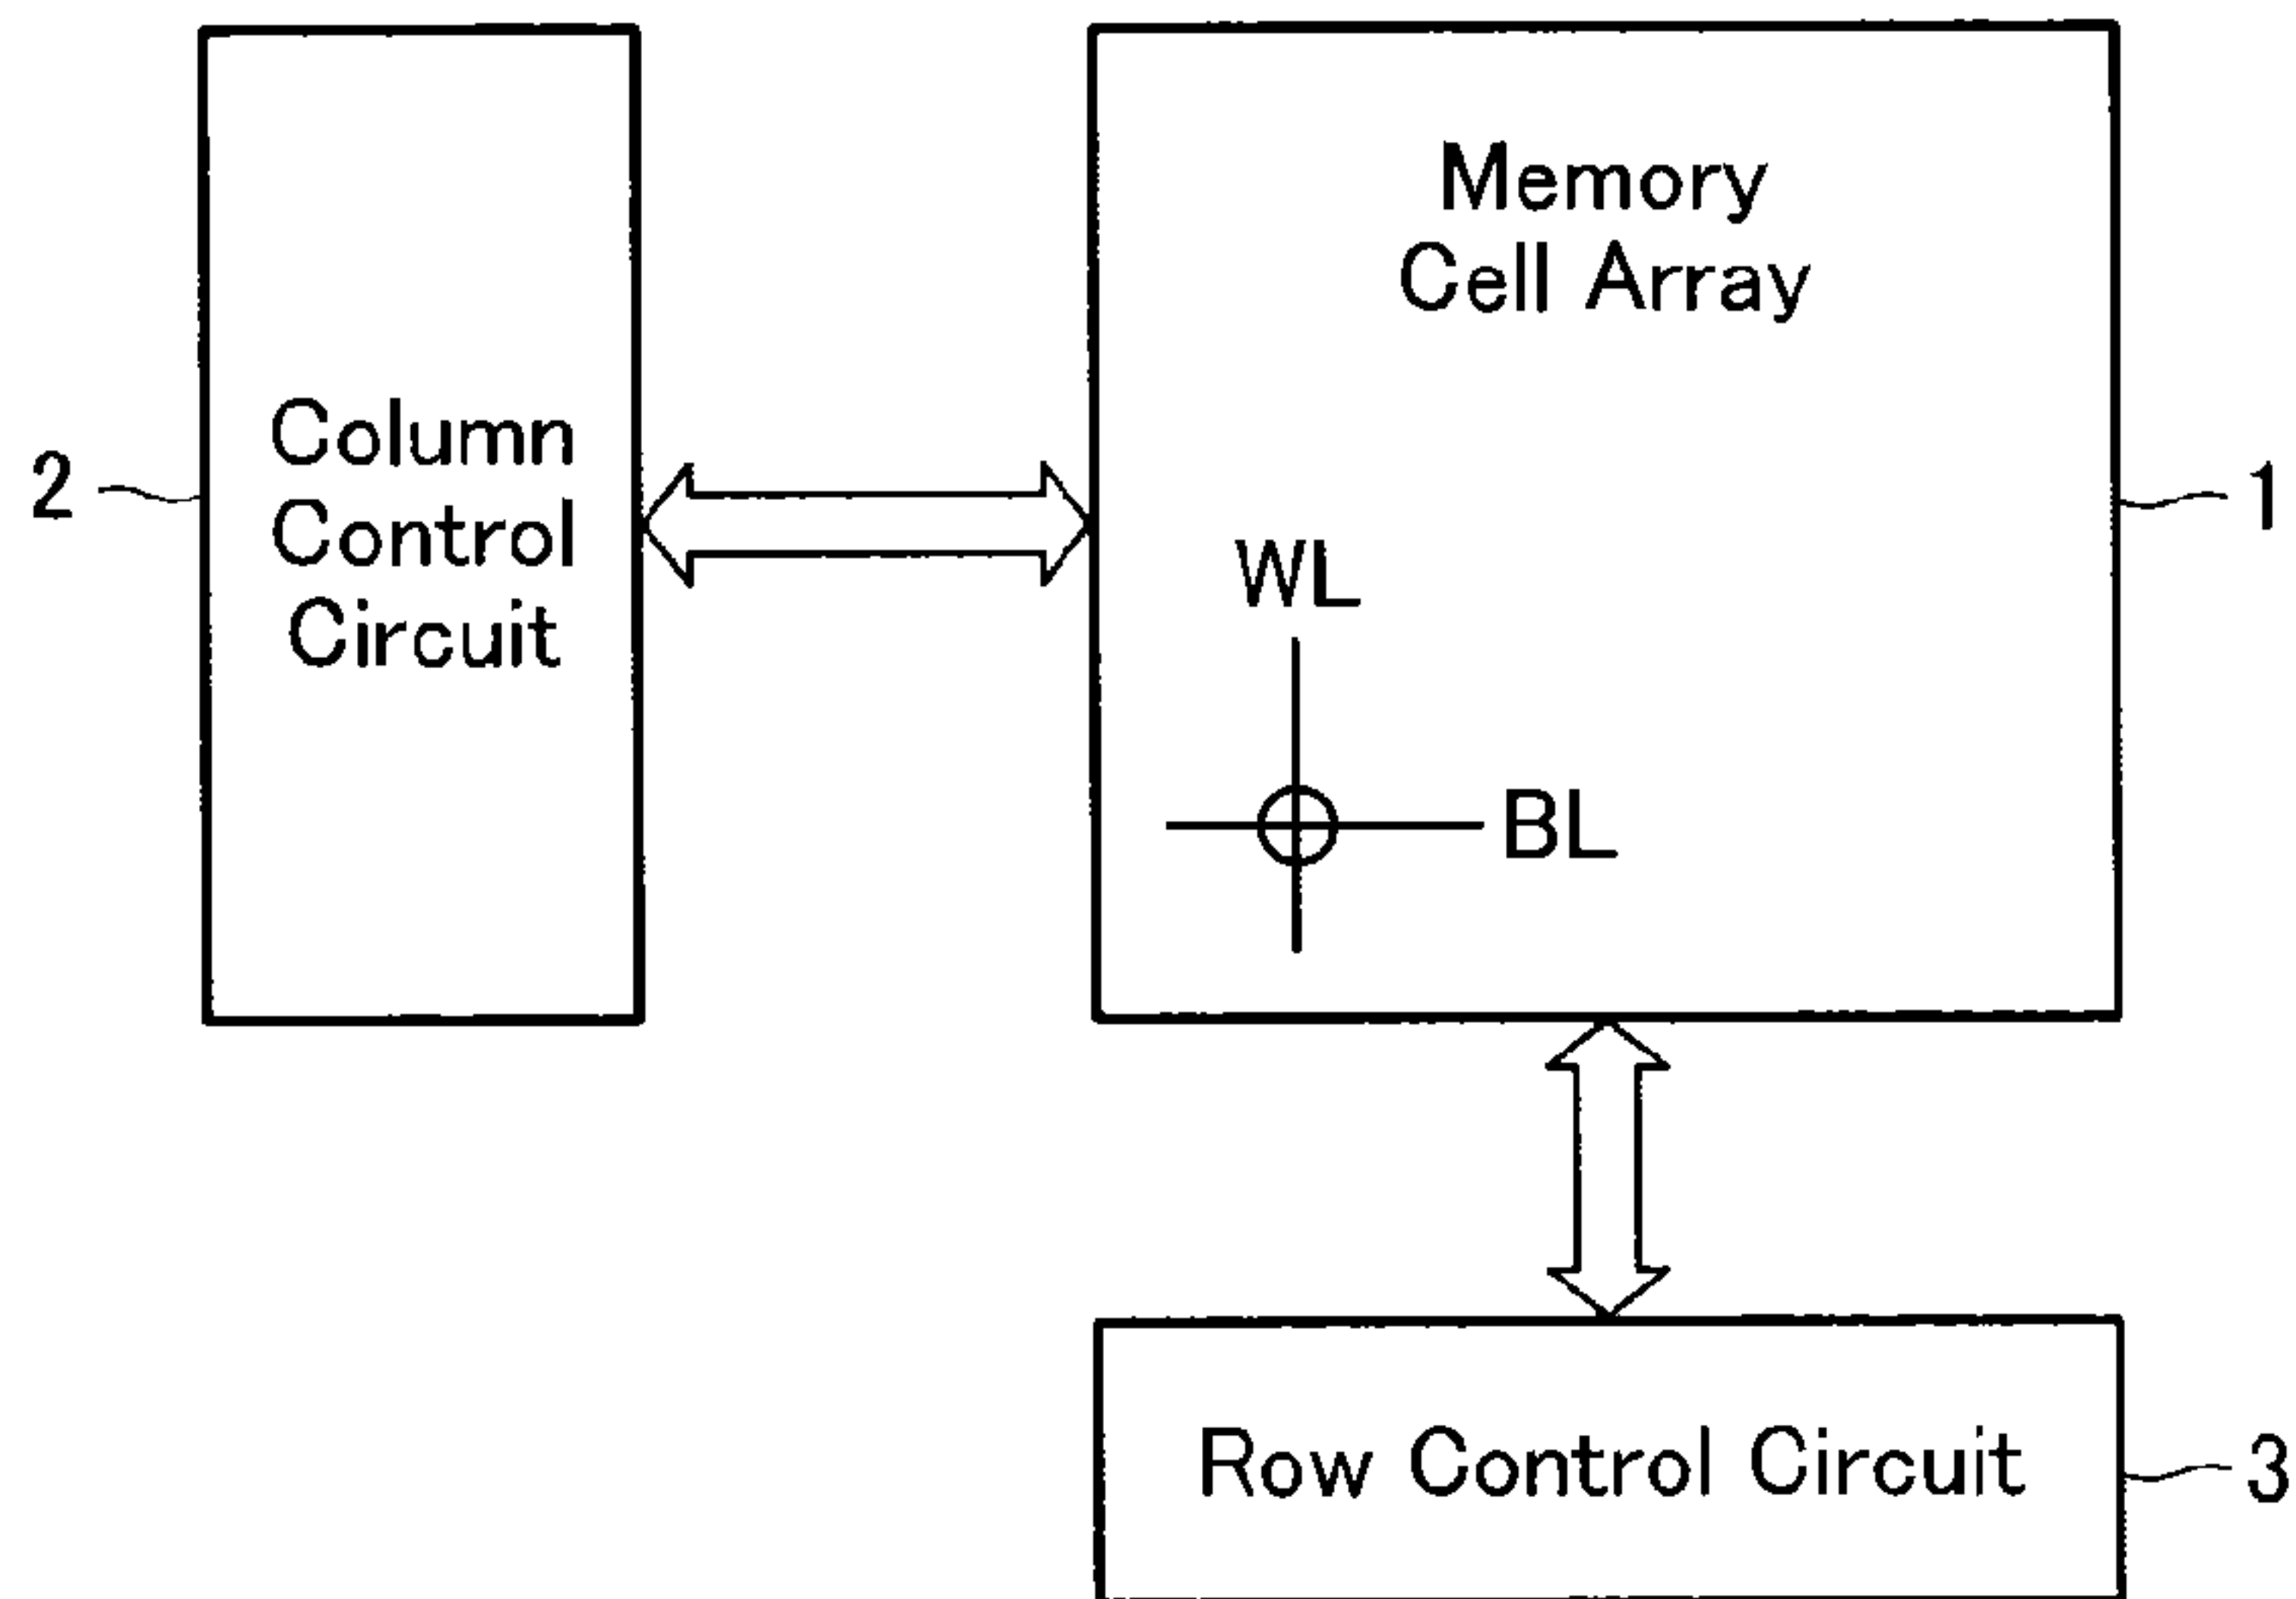 Memory
Cell Array
Column
Control
Circuit
2
1
WL
BL
Row Control Circuit
3